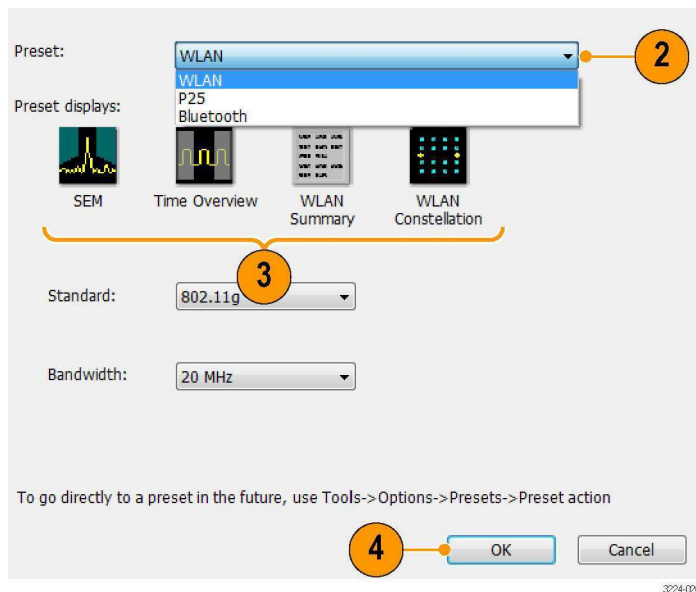 Preset:
WLAN
2
WLAN
P25
Bluetooth
Preset displays:
SEM
Time Overview
WLAN
Summary
WLAN
Constellation
3
Standard:
802.11g
Bandwidth:
20 MHz
To go directly to a preset in the future, use Tools->Options->Presets->Preset action
4
OK
Cancel